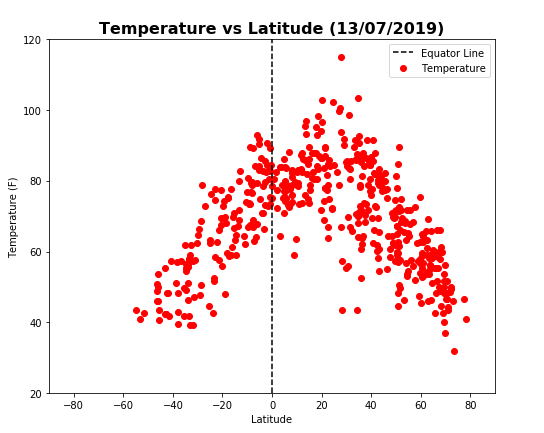 Temperature vs Latitude (13/07/2019)
120
100
80
60
40
20
Temperature (F)
Equator Line
Temperature
−80 −60 −40 −20 0 20 40 60 80
Latitude